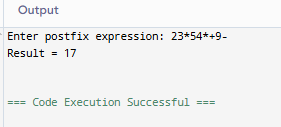 Output
Enter postfix expression: 23*54*+9-
Result = 17
=== Code Execution Successful ===